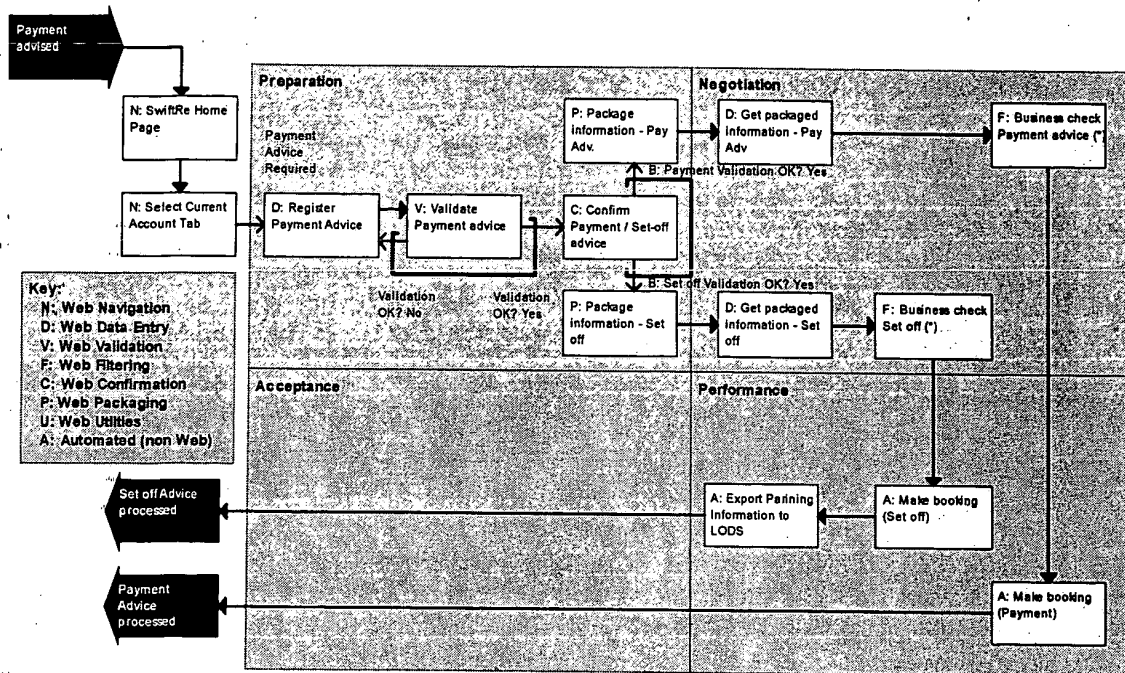 Payment
advised
N: SwiftRe Home
Page
N: Select Current
Account Tab
Preparation
Payment
Advice
Required
D: Register
Payment Advice
V: Validate
Payment advice
Validation
OK? No
Validation
OK? Yes
P: Package
information - Pay
Adv.
B: Payment Validation OK? Yes
C: Confirm
Payment / Set-off
advice
B: Set off Validation OK? Yes
P: Package
information - Set
off
Negotiation
D: Get packaged
information - Pay
Adv
F: Business check
Payment advice (*)
D: Get packaged
information - Set
off
F: Business check
Set off (*)
Key:
N: Web Navigation
D: Web Data Entry
V: Web Validation
F: Web Filtering
C: Web Confirmation
P: Web Packaging
U: Web Utilities
A: Automated (non Web)
Acceptance
Performance
Set off Advice
processed
A: Export Parining
Information to
LODS
A: Make booking
(Set off)
Payment
Advice
processed
A: Make booking
(Payment)